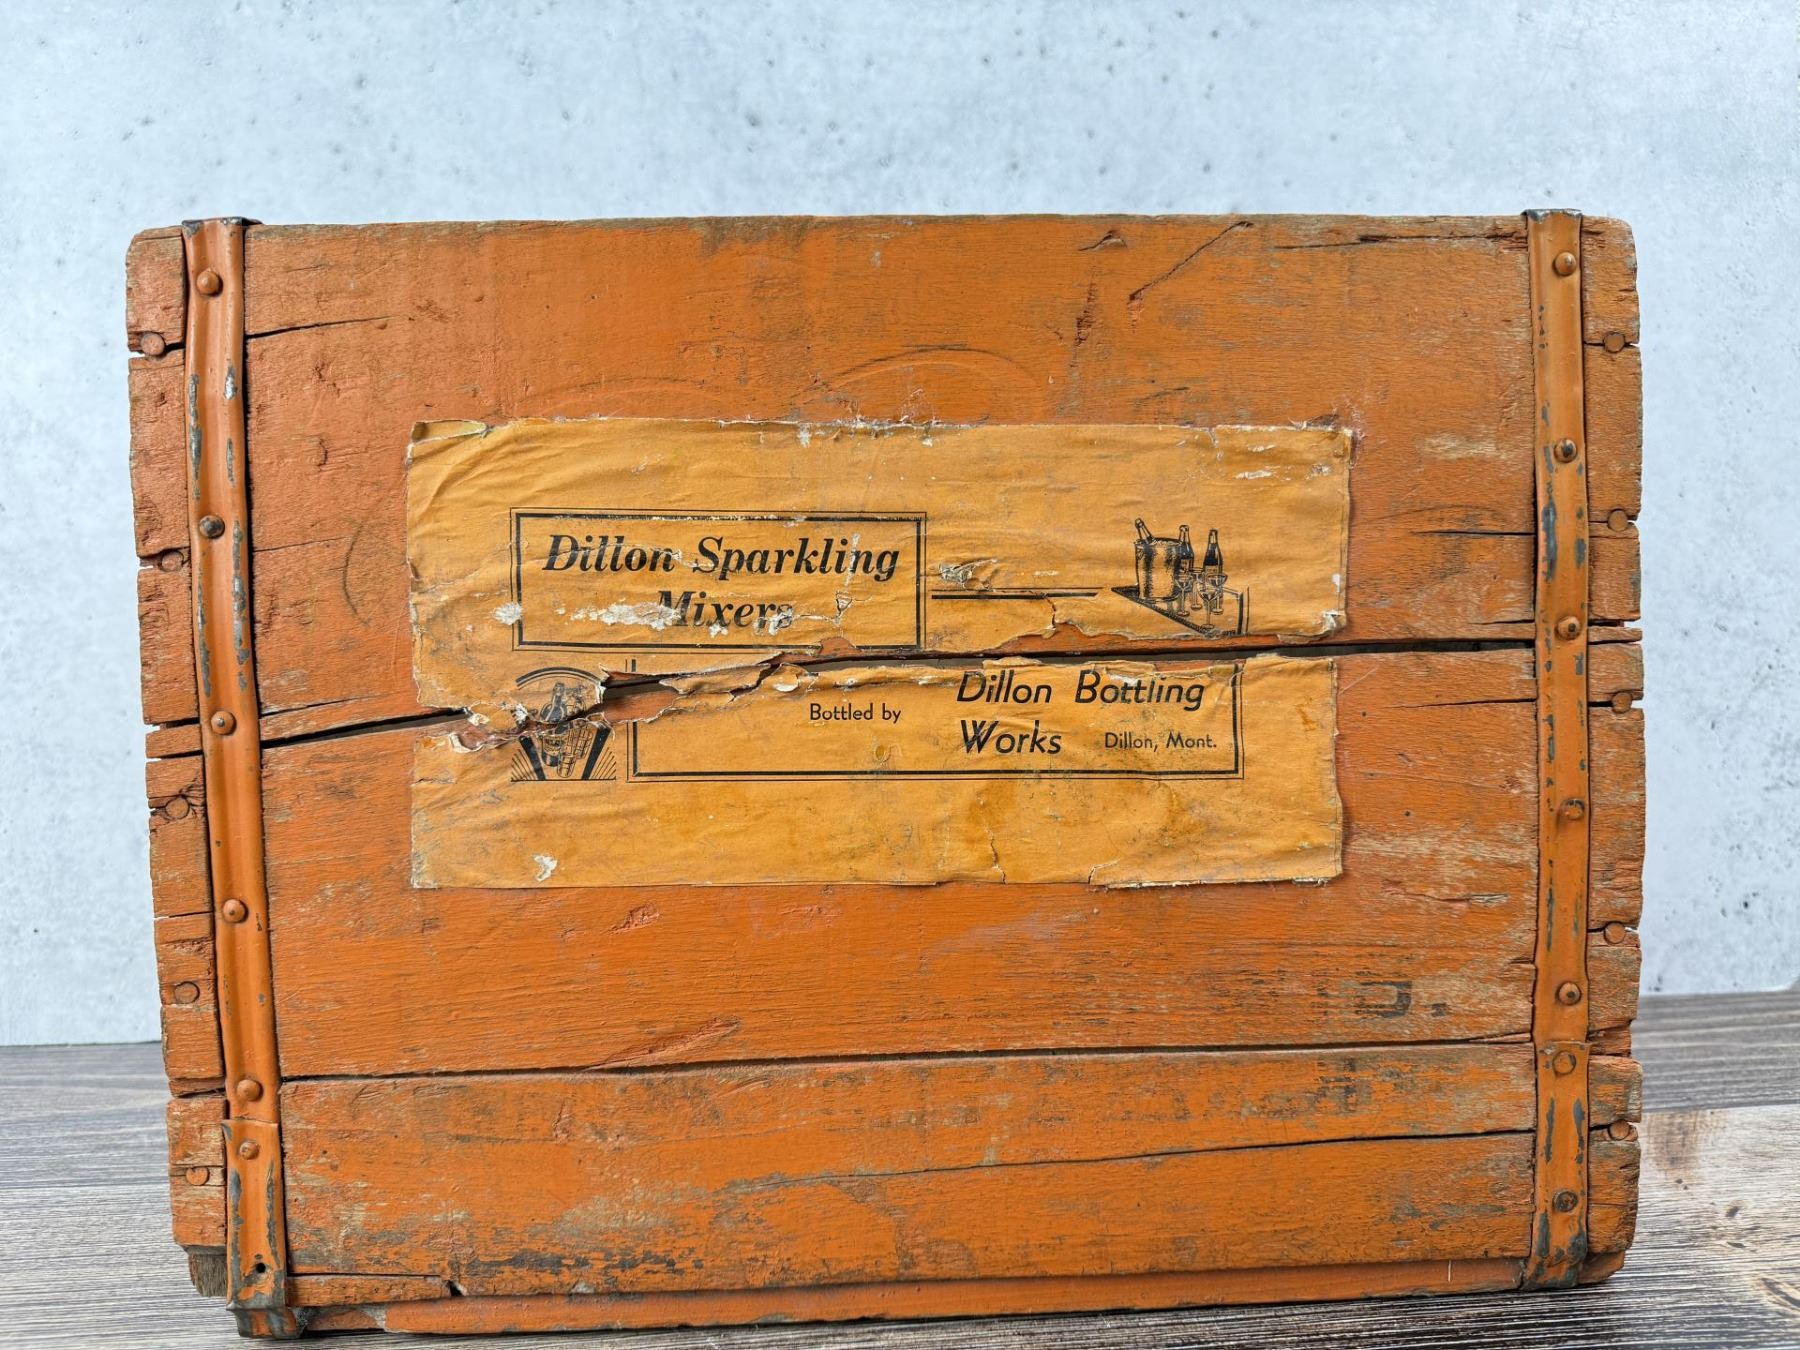 Dillon Sparkling
Mixers
Bottled by
Dillon Bottling
Works
Dillon, Mont.